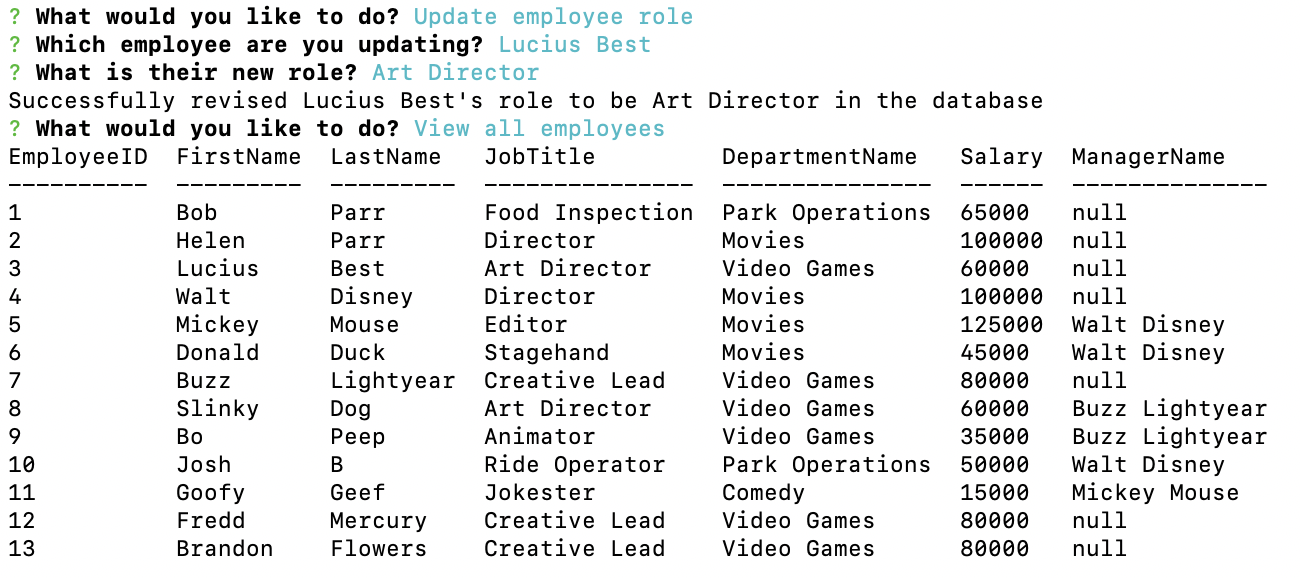 ? What would you like to do? Update employee role
? Which employee are you updating? Lucius Best
? What is their new role? Art Director
Successfully revised Lucius Best's role to be Art Director in the database
? What would you like to do? View all employees
EmployeeID  FirstName  LastName   JobTitle         DepartmentName   Salary  ManagerName
----------  ---------  ---------  ---------------  ---------------  ------  --------------
1           Bob        Parr       Food Inspection  Park Operations  65000   null
2           Helen      Parr       Director         Movies           100000  null
3           Lucius     Best       Art Director     Video Games      60000   null
4           Walt       Disney     Director         Movies           100000  null
5           Mickey     Mouse      Editor           Movies           125000  Walt Disney
6           Donald     Duck       Stagehand        Movies           45000   Walt Disney
7           Buzz       Lightyear  Creative Lead    Video Games      80000   null
8           Slinky     Dog        Art Director     Video Games      60000   Buzz Lightyear
9           Bo         Peep       Animator         Video Games      35000   Buzz Lightyear
10          Josh       B          Ride Operator    Park Operations  50000   Walt Disney
11          Goofy      Geef       Jokester         Comedy           15000   Mickey Mouse
12          Fredd      Mercury    Creative Lead    Video Games      80000   null
13          Brandon    Flowers    Creative Lead    Video Games      80000   null